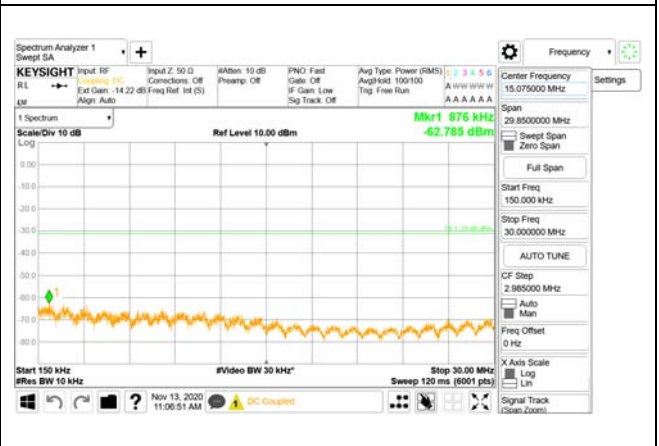 Spectrum Analyzer 1
Swept SA
Frequency
KEYSIGHT
RL
Input: RF
Coupling: DC
Ext Gain: -14.22 dB
Align: Auto
Input Z: 50 Ω
Corrections: Off
Freq Ref: Int (S)
#Atten: 10 dB
Preamp: Off
PNO: Fast
Gate: Off
IF Gain: Low
Sig Track: Off
Avg Type: Power (RMS)
Avg|Hold: 100/100
Trig: Free Run
1 2 3 4 5 6
A W W W W W
A A A A A A
Center Frequency
15.075000 MHz
Settings
1 Spectrum
Scale/Div 10 dB
Ref Level 10.00 dBm
Mkr1 876 kHz
-62.785 dBm
Log
0.00
-10.0
-20.0
-30.0
-40.0
-50.0
-60.0
-70.0
-80.0
1
Start 150 kHz
#Res BW 10 kHz
#Video BW 30 kHz*
Stop 30.00 MHz
Sweep 120 ms (6001 pts)
Span
29.8500000 MHz
Swept Span
Zero Span
Full Span
Start Freq
150.000 kHz
Stop Freq
30.000000 MHz
AUTO TUNE
CF Step
2.985000 MHz
Auto
Man
Freq Offset
0 Hz
X Axis Scale
Log
Lin
Signal Track
(Span Zoom)
?
Nov 13, 2020
11:06:51 AM
1
DC Coupled